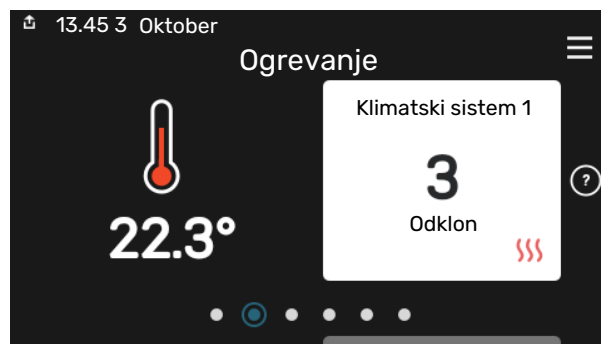 13.45 3 Oktober
Ogrevanje
Klimatski sistem 1
3
Odklon
22.3°
?